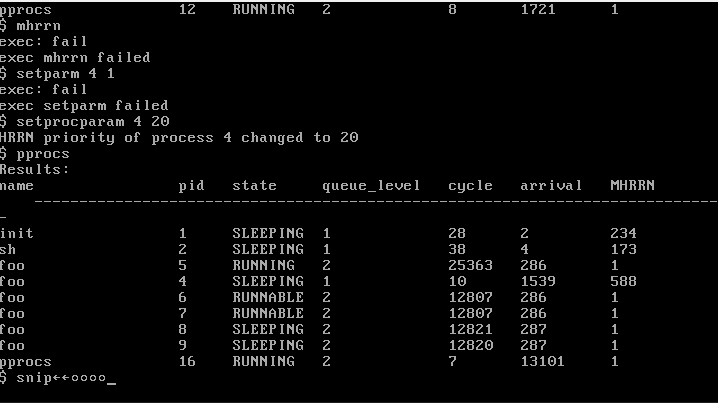 pprocs 12 RUNNING 2 8 1721 1
$ mhrrn
exec: fail
exec mhrrn failed
$ setparm 4 1
exec: fail
exec setparm failed
$ setprocparam 4 20
HRRN priority of process 4 changed to 20
$ pprocs
Results:
name pid state queue_level cycle arrival MHRRN
init 1 SLEEPING 1 28 2 234
sh 2 SLEEPING 1 38 4 173
foo 5 RUNNING 2 25363 286 1
foo 4 SLEEPING 1 10 1539 588
foo 6 RUNNABLE 2 12807 286 1
foo 7 RUNNABLE 2 12807 286 1
foo 8 SLEEPING 2 12821 287 1
foo 9 SLEEPING 2 12820 287 1
pprocs 16 RUNNING 2 7 13101 1
$ snip←←oooo_